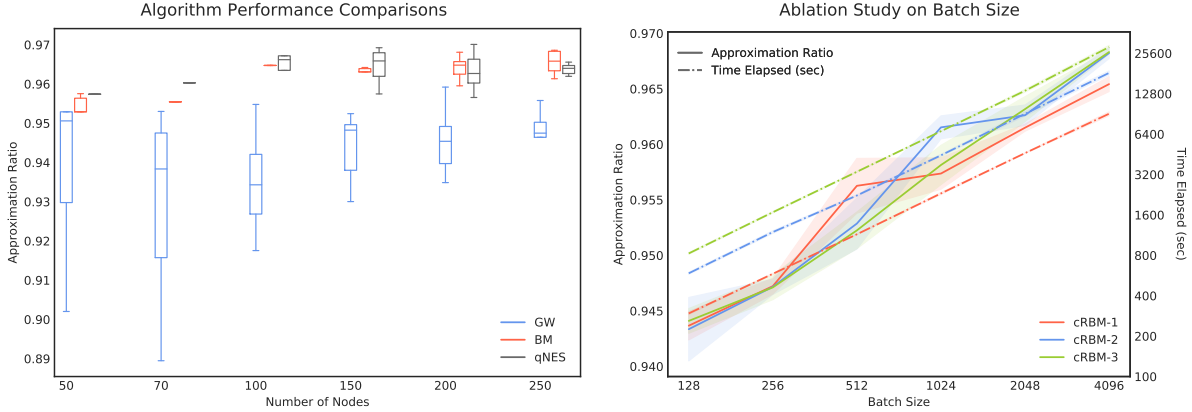 Algorithm Performance Comparisons
Approximation Ratio
0.97
0.96
0.95
0.94
0.93
0.92
0.91
0.90
0.89
GW
BM
qNES
50 70 100 150 200 250
Number of Nodes
Ablation Study on Batch Size
Approximation Ratio
0.970
0.965
0.960
0.955
0.950
0.945
0.940
Approximation Ratio
Time Elapsed (sec)
cRBM-1
cRBM-2
cRBM-3
25600
12800
6400
3200
1600
800
400
200
100
Time Elapsed (sec)
128 256 512 1024 2048 4096
Batch Size